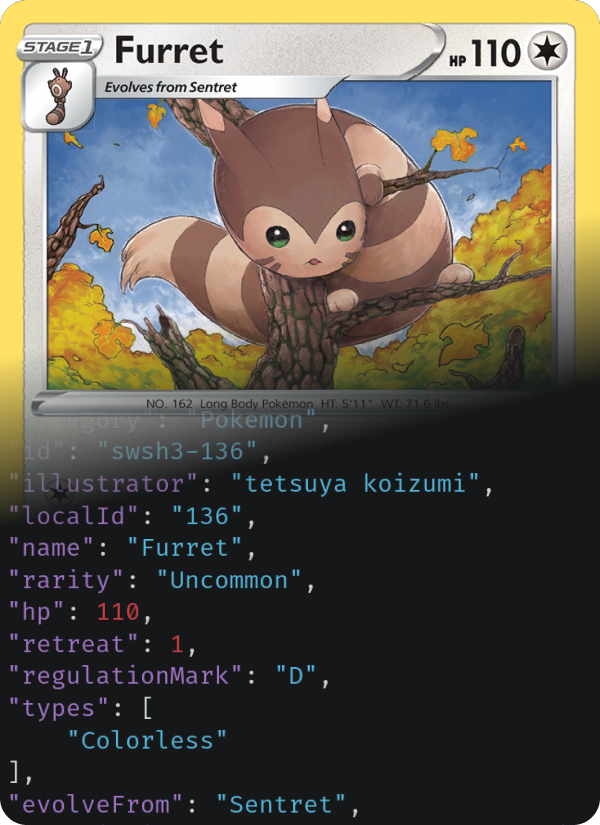 STAGE1
Furret
HP 110
Evolves from Sentret
NO. 162 Long Body Pokémon HT: 5'11" WT: 71.6 lbs.
"category": "Pokemon",
"id": "swsh3-136",
"illustrator": "tetsuya koizumi",
"localId": "136",
"name": "Furret",
"rarity": "Uncommon",
"hp": 110,
"retreat": 1,
"regulationMark": "D",
"types": [
"Colorless"
],
"evolveFrom": "Sentret",